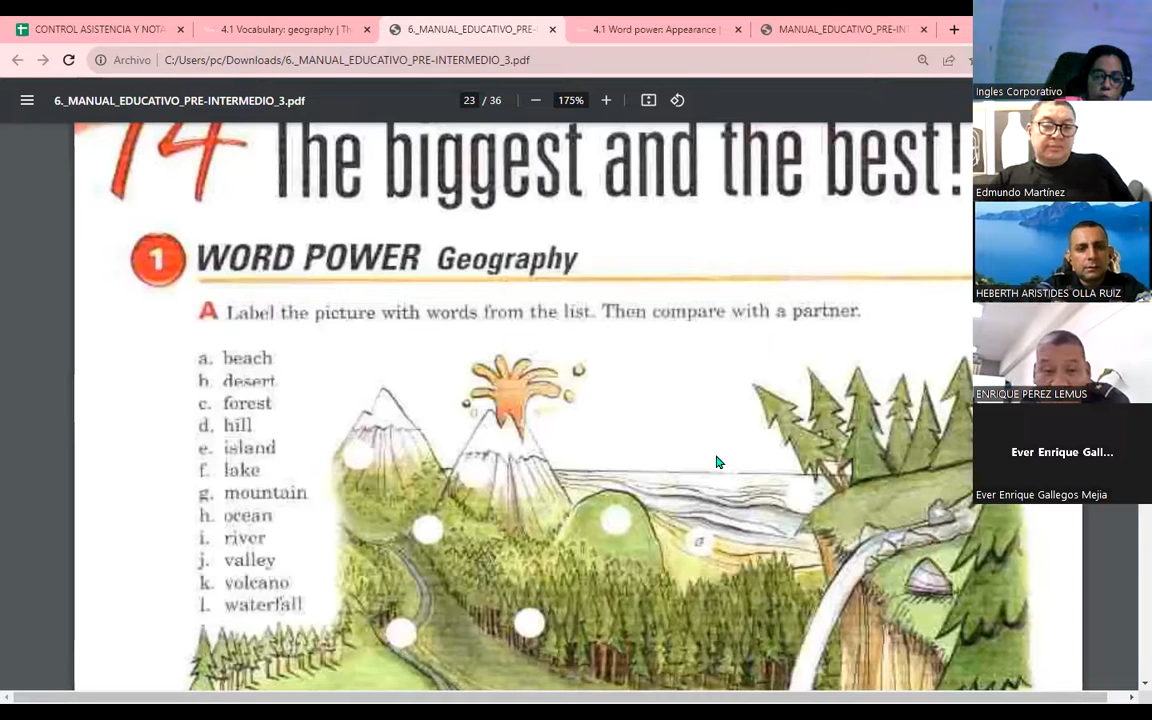 CONTROL ASISTENCIA Y NOTA
4.1 Vocabulary: geography | Th
6._MANUAL_EDUCATIVO_PRE-
4.1 Word power: Appearance |
MANUAL_EDUCATIVO_PRE-INT
Archivo C:/Users/pc/Downloads/6._MANUAL_EDUCATIVO_PRE-INTERMEDIO_3.pdf
6._MANUAL_EDUCATIVO_PRE-INTERMEDIO_3.pdf
23 / 36
175%
14 The biggest and the best!
1 WORD POWER Geography
A Label the picture with words from the list. Then compare with a partner.
a. beach
b. desert
c. forest
d. hill
e. island
f. lake
g. mountain
h. ocean
i. river
j. valley
k. volcano
l. waterfall
a
Ingles Corporativo
Edmundo Martínez
HEBERTH ARISTIDES OLLA RUIZ
ENRIQUE PEREZ LEMUS
Ever Enrique Gall...
Ever Enrique Gallegos Mejia